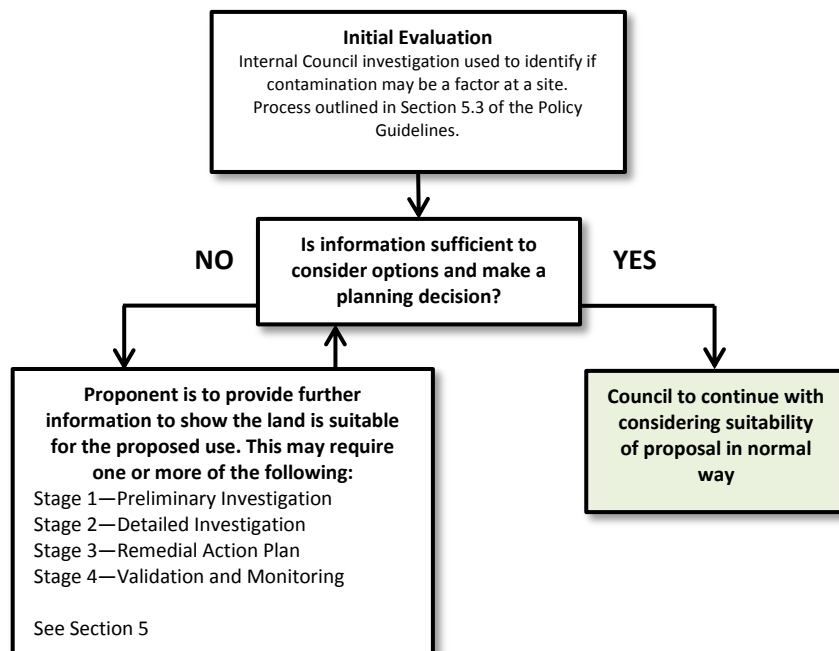 Initial Evaluation
Internal Council investigation used to identify if
contamination may be a factor at a site.
Process outlined in Section 5.3 of the Policy
Guidelines.
NO
Is information sufficient to
consider options and make a
planning decision?
YES
Proponent is to provide further
information to show the land is suitable
for the proposed use. This may require
one or more of the following:
Stage 1—Preliminary Investigation
Stage 2—Detailed Investigation
Stage 3—Remedial Action Plan
Stage 4—Validation and Monitoring
See Section 5
Council to continue with
considering suitability
of proposal in normal
way